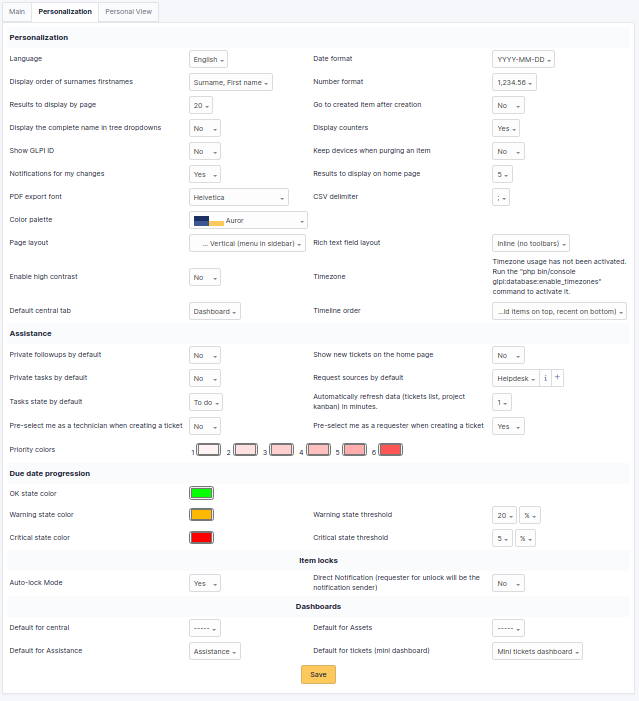 Main Personalization Personal View
Personalization
Language English Date format YYYY-MM-DD
Display order of surnames firstnames Surname, First name Number format 1,234.56
Results to display by page 20 Go to created item after creation No
Display the complete name in tree dropdowns No Display counters Yes
Show GLPI ID No Keep devices when purging an item No
Notifications for my changes Yes Results to display on home page 5
PDF export font Helvetica CSV delimiter ;
Color palette Auror
Page layout ... Vertical (menu in sidebar) Rich text field layout Inline (no toolbars)
Enable high contrast No Timezone Timezone usage has not been activated.
Run the "php bin/console
glpi:database:enable_timezones"
command to activate it.
Default central tab Dashboard Timeline order ...ld items on top, recent on bottom)
Assistance
Private followups by default No Show new tickets on the home page No
Private tasks by default No Request sources by default Helpdesk i +
Tasks state by default To do Automatically refresh data (tickets list, project
kanban) in minutes. 1
Pre-select me as a technician when creating a ticket No Pre-select me as a requester when creating a ticket Yes
Priority colors 1 2 3 4 5 6
Due date progression
OK state color
Warning state color Warning state threshold 20 %
Critical state color Critical state threshold 5 %
Item locks
Auto-lock Mode Yes Direct Notification (requester for unlock will be the
notification sender) No
Dashboards
Default for central ----- Default for Assets -----
Default for Assistance Assistance Default for tickets (mini dashboard) Mini tickets dashboard
Save